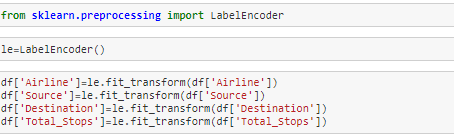 from sklearn.preprocessing import LabelEncoder
le=LabelEncoder()
df['Airline']=le.fit_transform(df['Airline'])
df['Source']=le.fit_transform(df['Source'])
df['Destination']=le.fit_transform(df['Destination'])
df['Total_Stops']=le.fit_transform(df['Total_Stops'])